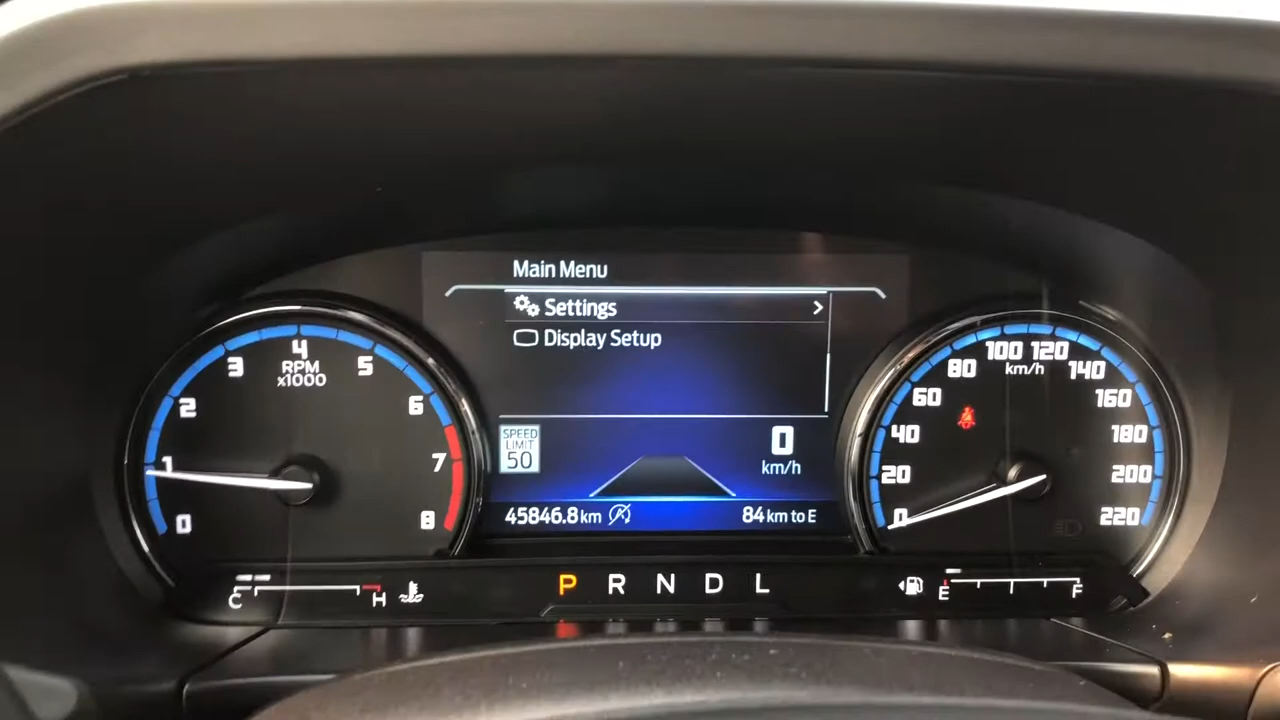 Main Menu
Settings
Display Setup
SPEED
LIMIT
50
0
km/h
45846.8 km
84 km to E
0
1
2
3
4
5
6
7
8
RPM
x1000
0
20
40
60
80
100
120
140
160
180
200
220
km/h
C
H
P R N D L
E
F